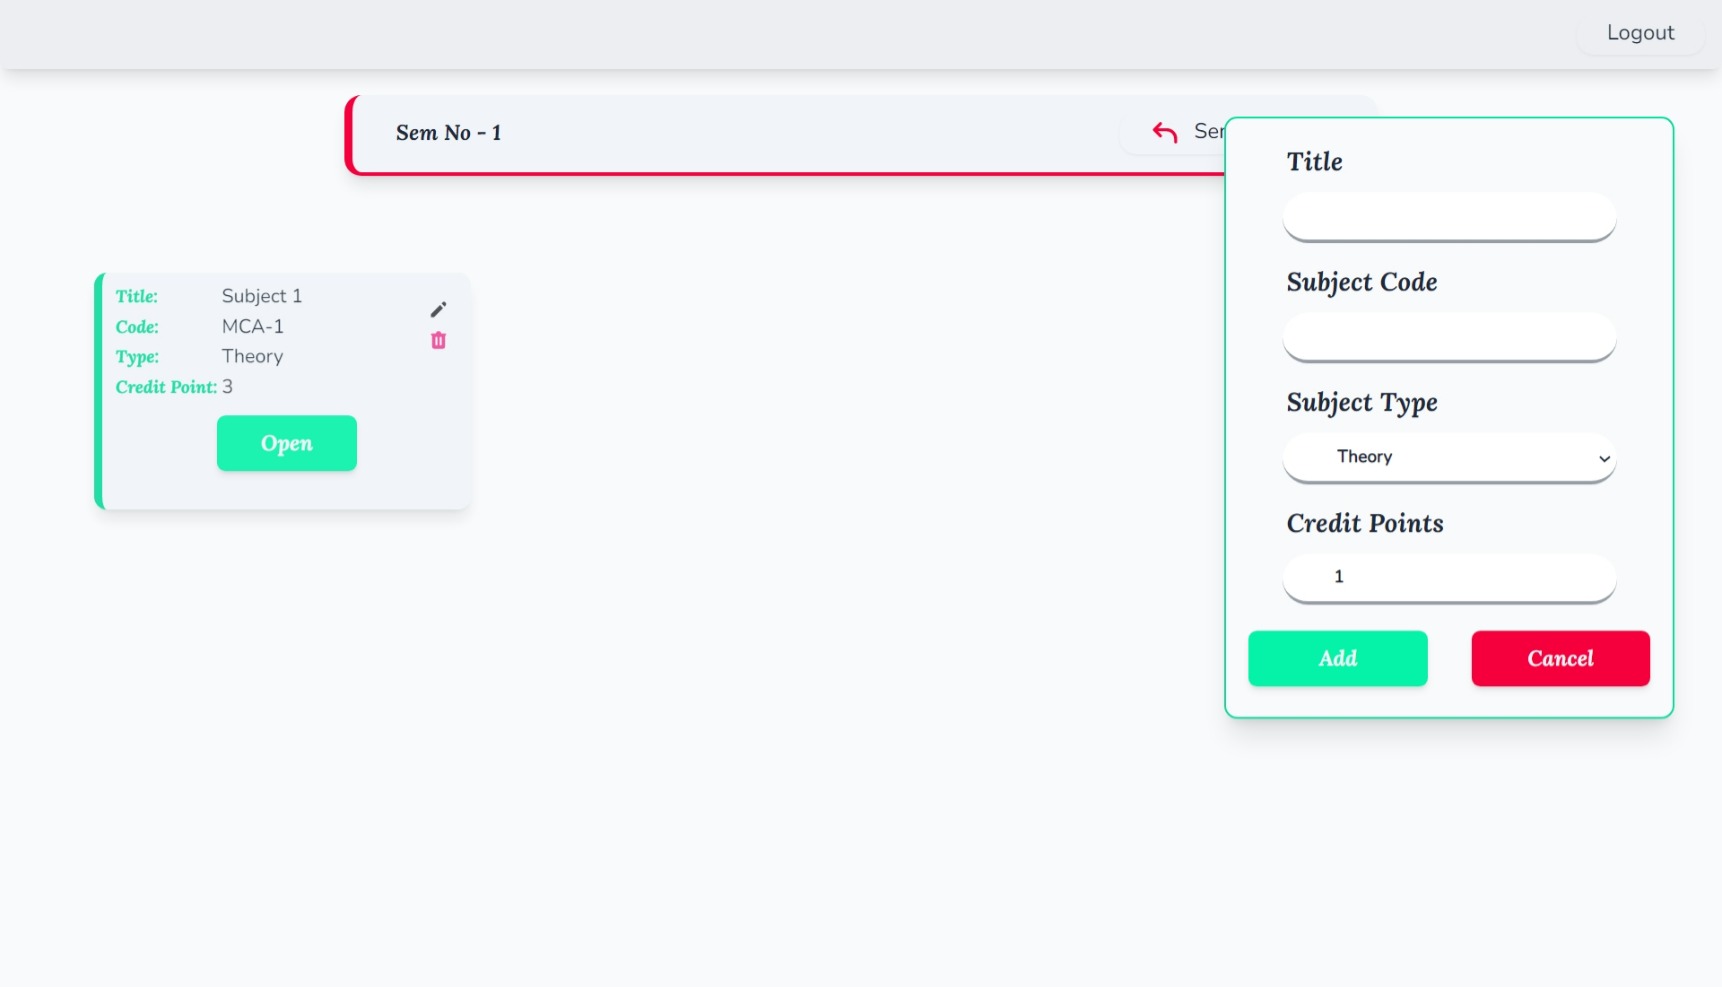 Logout
Sem No - 1
Title
Subject Code
Subject Type
Theory
Credit Points
1
Add
Cancel
Title: Subject 1
Code: MCA-1
Type: Theory
Credit Point: 3
Open